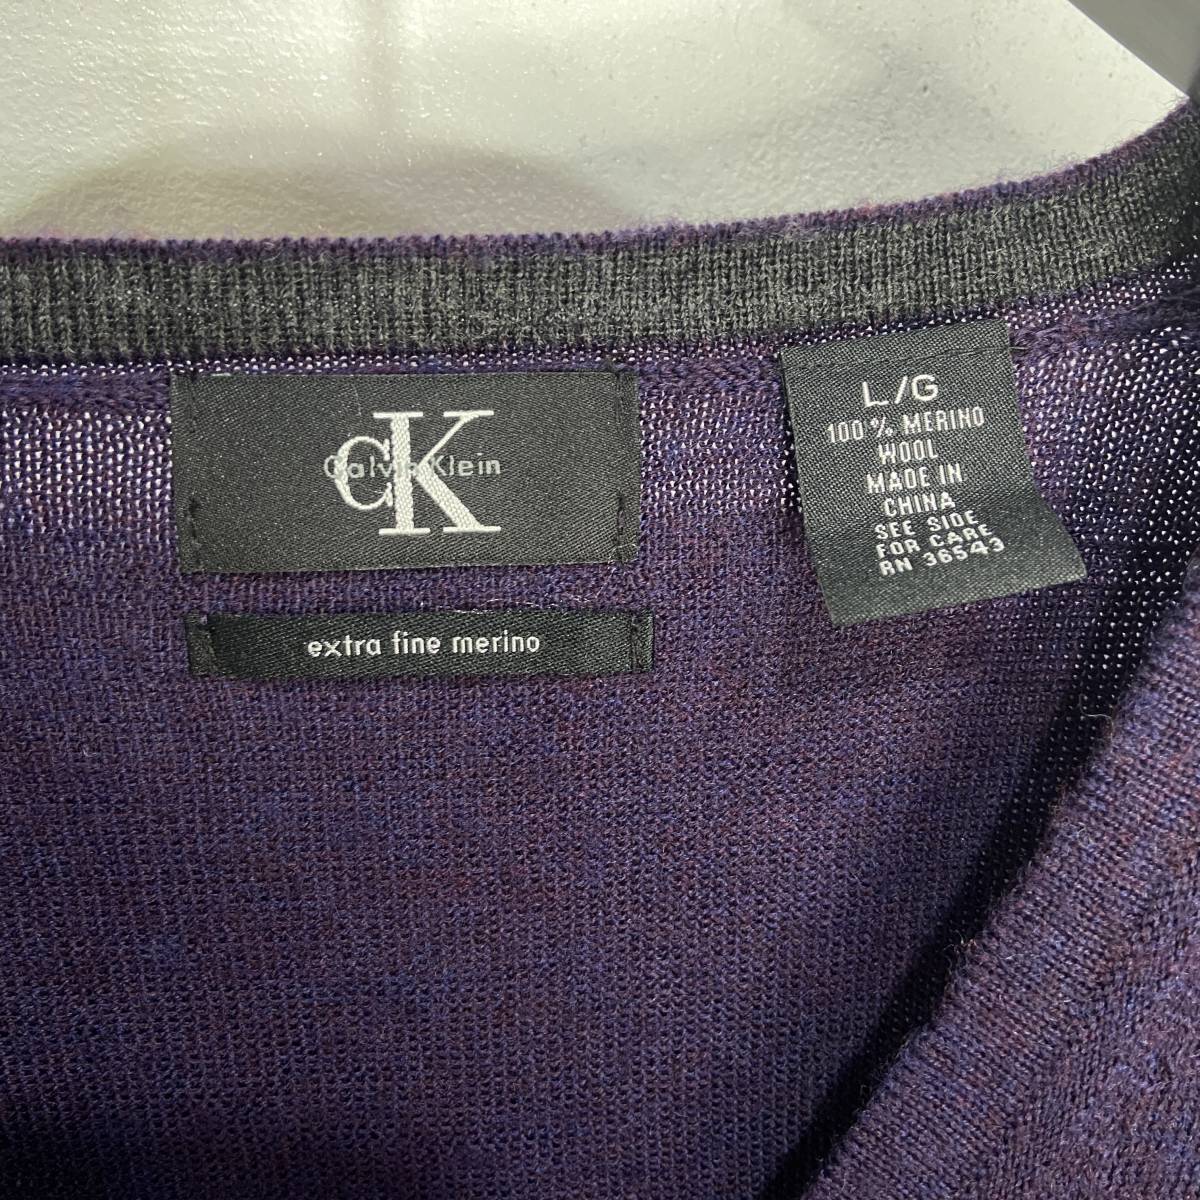 cK
Calvin Klein
extra fine merino
L/G
100% MERINO
WOOL
MADE IN
CHINA
SEE SIDE
FOR CARE
RN 36543